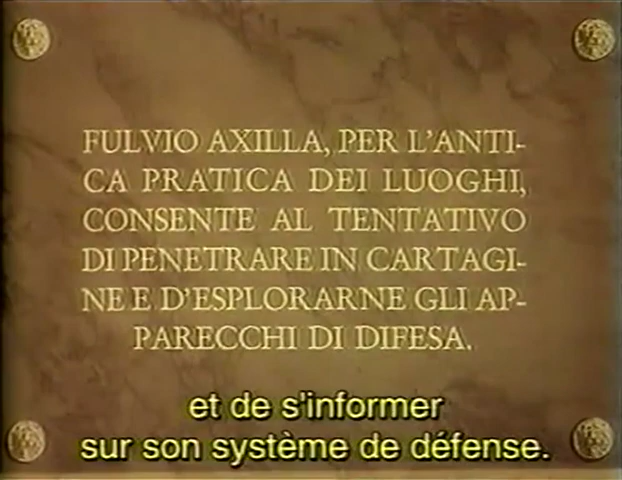 FULVIO AXILLA, PER L'ANTI-
CA PRATICA DEI LUOGHI,
CONSENTE AL TENTATIVO
DI PENETRARE IN CARTAGI-
NE E D'ESPLORARNE GLI AP-
PARECCHI DI DIFESA.
et de s'informer
sur son système de défense.